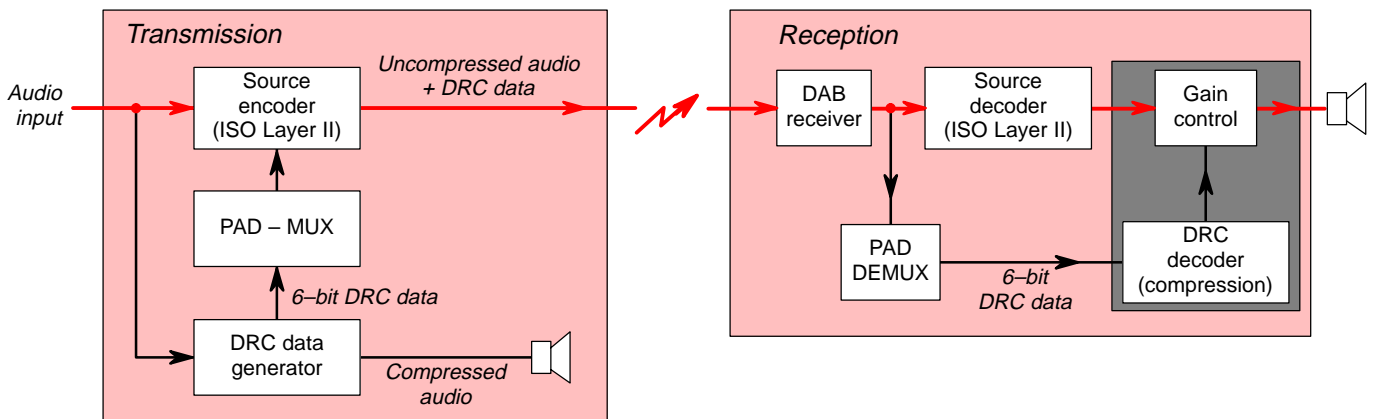 Transmission
Audio
input
Source
encoder
(ISO Layer II)
Uncompressed audio
+ DRC data
PAD – MUX
6–bit DRC data
DRC data
generator
Compressed
audio
Reception
DAB
receiver
Source
decoder
(ISO Layer II)
Gain
control
PAD
DEMUX
6–bit
DRC data
DRC
decoder
(compression)